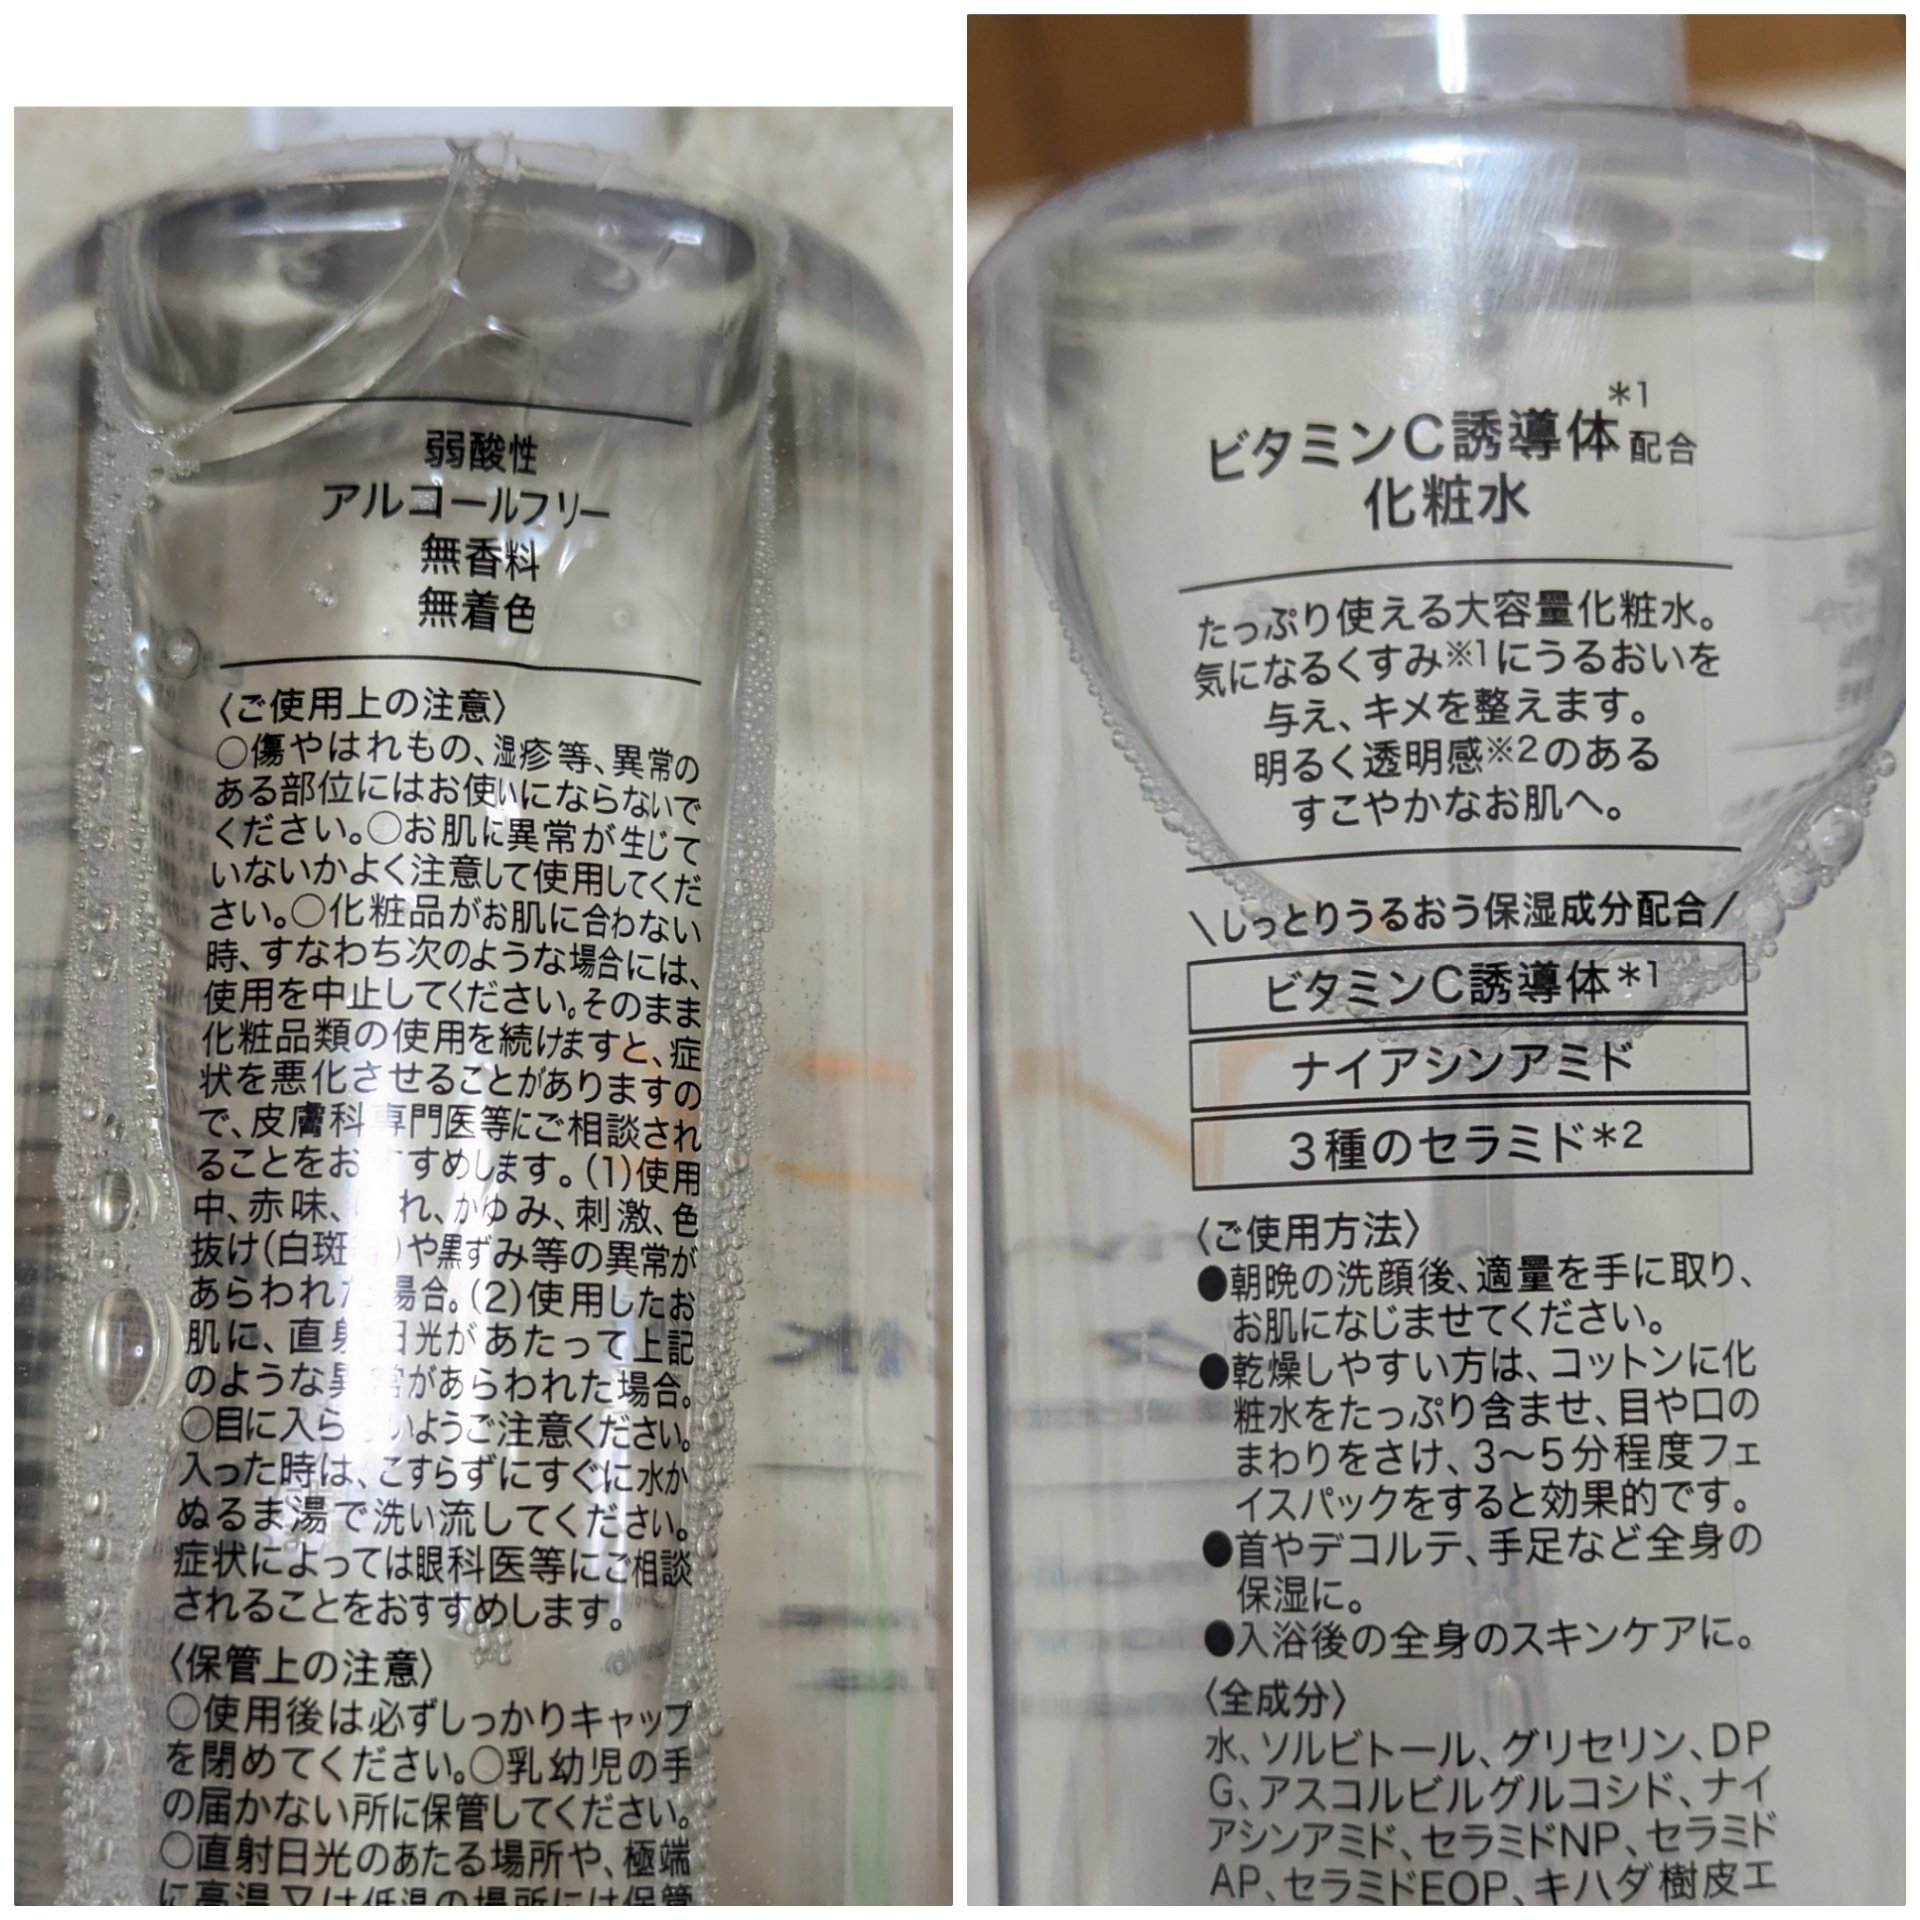 弱酸性
アルコールフリー
無香料
無着色
〈ご使用上の注意〉
○傷やはれもの、湿疹等、異常の
ある部位にはお使いにならないで
ください。○お肌に異常が生じて
いないかよく注意して使用してくだ
さい。○化粧品がお肌に合わない
時、すなわち次のような場合には、
使用を中止してください。そのまま
化粧品類の使用を続けますと、症
状を悪化させることがありますの
で、皮膚科専門医等にご相談され
ることをおすすめします。(1)使用
中、赤味、 れ、かゆみ、刺激、色
抜け(白斑 )や黒ずみ等の異常が
あらわれた場合。(2)使用したお
肌に、直射日光があたって上記
のような異常があらわれた場合。
○目に入ら いようご注意ください。
入った時は、こすらずにすぐに水か
ぬるま湯で洗い流してください。
症状によっては眼科医等にご相談
されることをおすすめします。
〈保管上の注意〉
○使用後は必ずしっかりキャップ
を閉めてください。○乳幼児の手
の届かない所に保管してください。
○直射日光のあたる場所や、極端
に高温又は低温の場所には保管
ビタミンC誘導体*1配合
化粧水
たっぷり使える大容量化粧水。
気になるくすみ※1にうるおいを
与え、キメを整えます。
明るく透明感※2のある
すこやかなお肌へ。
\しっとりうるおう保湿成分配合/
ビタミンC誘導体*1
ナイアシンアミド
3種のセラミド*2
〈ご使用方法〉
●朝晩の洗顔後、適量を手に取り、
お肌になじませてください。
●乾燥しやすい方は、コットンに化
粧水をたっぷり含ませ、目や口の
まわりをさけ、3～5分程度フェ
イスパックをすると効果的です。
●首やデコルテ、手足など全身の
保湿に。
●入浴後の全身のスキンケアに。
〈全成分〉
水、ソルビトール、グリセリン、DP
G、アスコルビルグルコシド、ナイ
アシンアミド、セラミドNP、セラミド
AP、セラミドEOP、キハダ樹皮エ